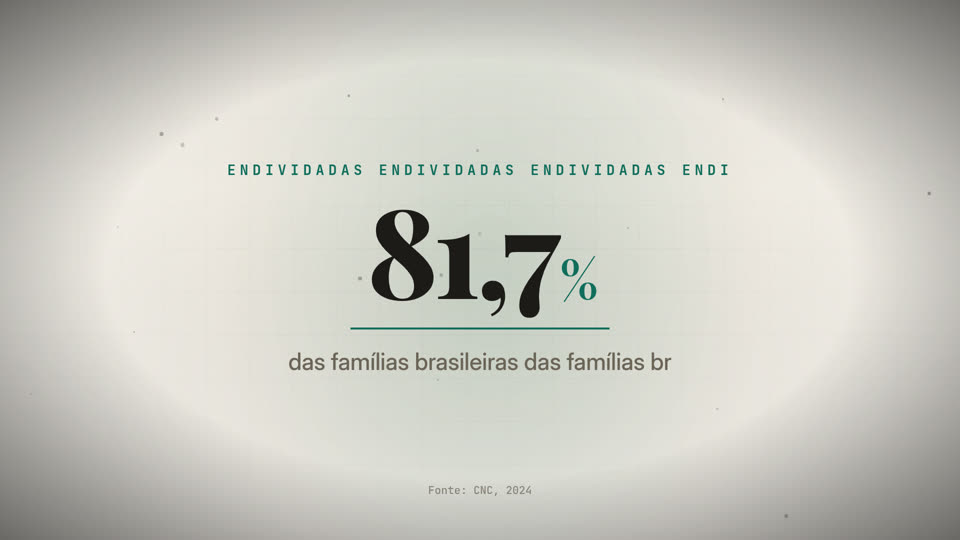 ENDIVIDADAS ENDIVIDADAS ENDIVIDADAS ENDI
81,7%
das famílias brasileiras das famílias br
Fonte: CNC, 2024